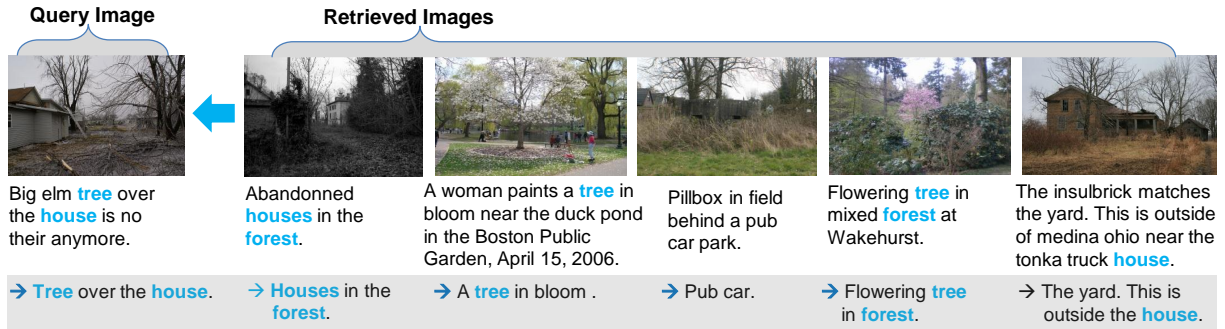 Query Image
Retrieved Images
Big elm tree over
the house is no
their anymore.
Abandonned
houses in the
forest.
A woman paints a tree in
bloom near the duck pond
in the Boston Public
Garden, April 15, 2006.
Pillbox in field
behind a pub
car park.
Flowering tree in
mixed forest at
Wakehurst.
The insulbrick matches
the yard. This is outside
of medina ohio near the
tonka truck house.
→ Tree over the house.
→ Houses in the
forest.
→ A tree in bloom .
→ Pub car.
→ Flowering tree
in forest.
→ The yard. This is
outside the house.